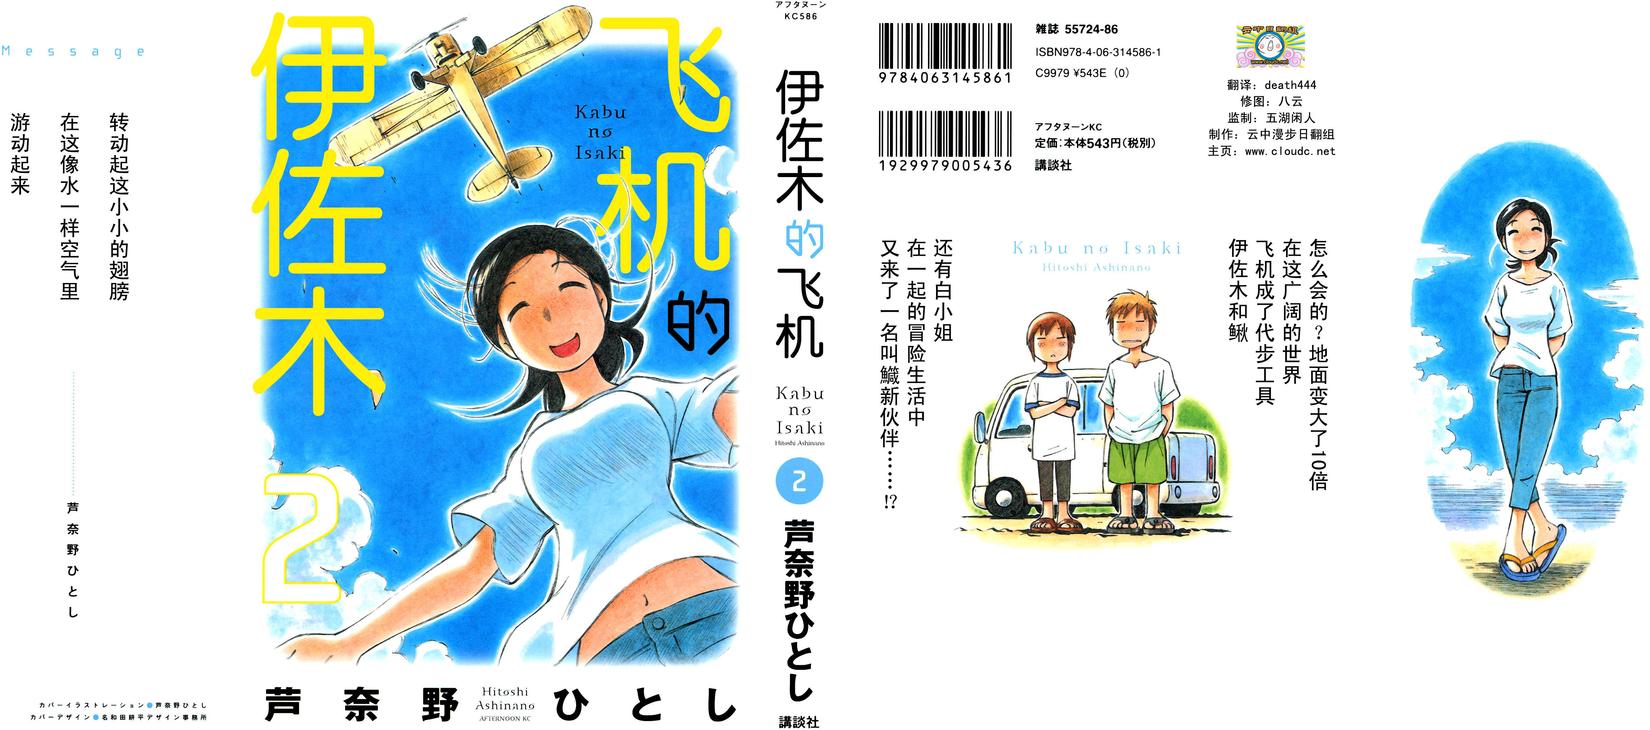 Message
转动起这小小的翅膀
在这像水一样空气里
游动起来
芦奈野ひとし
カバーイラストレーション●芦奈野ひとし
カバーデザイン●名和田耕平デザイン事務所
飞机的
伊佐木
Kabu
no
Isaki
2
芦奈野
Hitoshi
Ashinano
AFTERNOON KC
ひとし
アフタヌーン
KC586
伊佐木的飞机
Kabu
no
Isaki
Hitoshi Ashinano
2
芦奈野ひとし
講談社
9784063145861
雑誌 55724-86
ISBN978-4-06-314586-1
C9979 ¥543E (0)
1929979005436
アフタヌーンKC
定価:本体543円(税別)
講談社
翻译: death444
修图: 八云
监制: 五湖闲人
制作: 云中漫步日翻组
主页: www.cloudc.net
Kabu no Isaki
Hitoshi Ashinano
怎么会的?地面变大了10倍
在这广阔的世界
飞机成了代步工具
伊佐木和鳅
还有白小姐
在一起的冒险生活中
又来了一名叫鱵新伙伴……!?